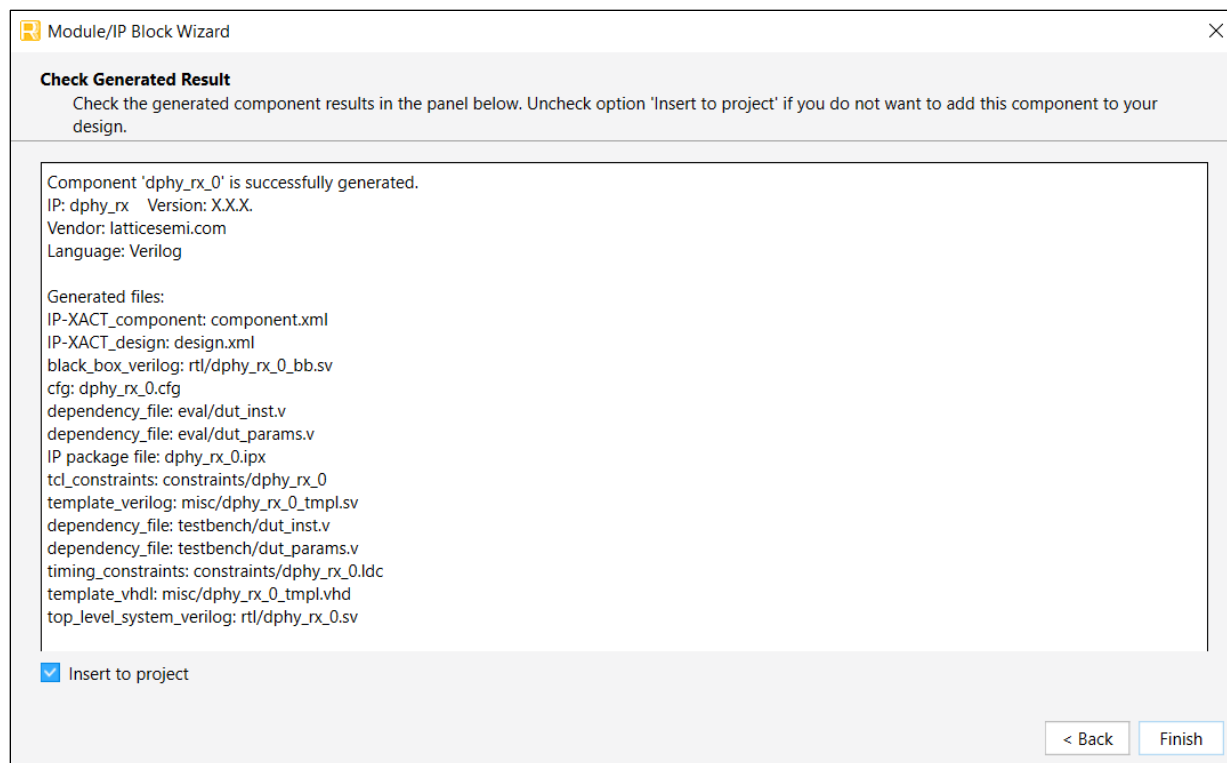 Module/IP Block Wizard
Check Generated Result
Check the generated component results in the panel below. Uncheck option 'Insert to project' if you do not want to add this component to your
design.
Component 'dphy_rx_0' is successfully generated.
IP: dphy_rx    Version: X.X.X.
Vendor: latticesemi.com
Language: Verilog
Generated files:
IP-XACT_component: component.xml
IP-XACT_design: design.xml
black_box_verilog: rtl/dphy_rx_0_bb.sv
cfg: dphy_rx_0.cfg
dependency_file: eval/dut_inst.v
dependency_file: eval/dut_params.v
IP package file: dphy_rx_0.ipx
tcl_constraints: constraints/dphy_rx_0
template_verilog: misc/dphy_rx_0_tmpl.sv
dependency_file: testbench/dut_inst.v
dependency_file: testbench/dut_params.v
timing_constraints: constraints/dphy_rx_0.ldc
template_vhdl: misc/dphy_rx_0_tmpl.vhd
top_level_system_verilog: rtl/dphy_rx_0.sv
Insert to project
< Back
Finish